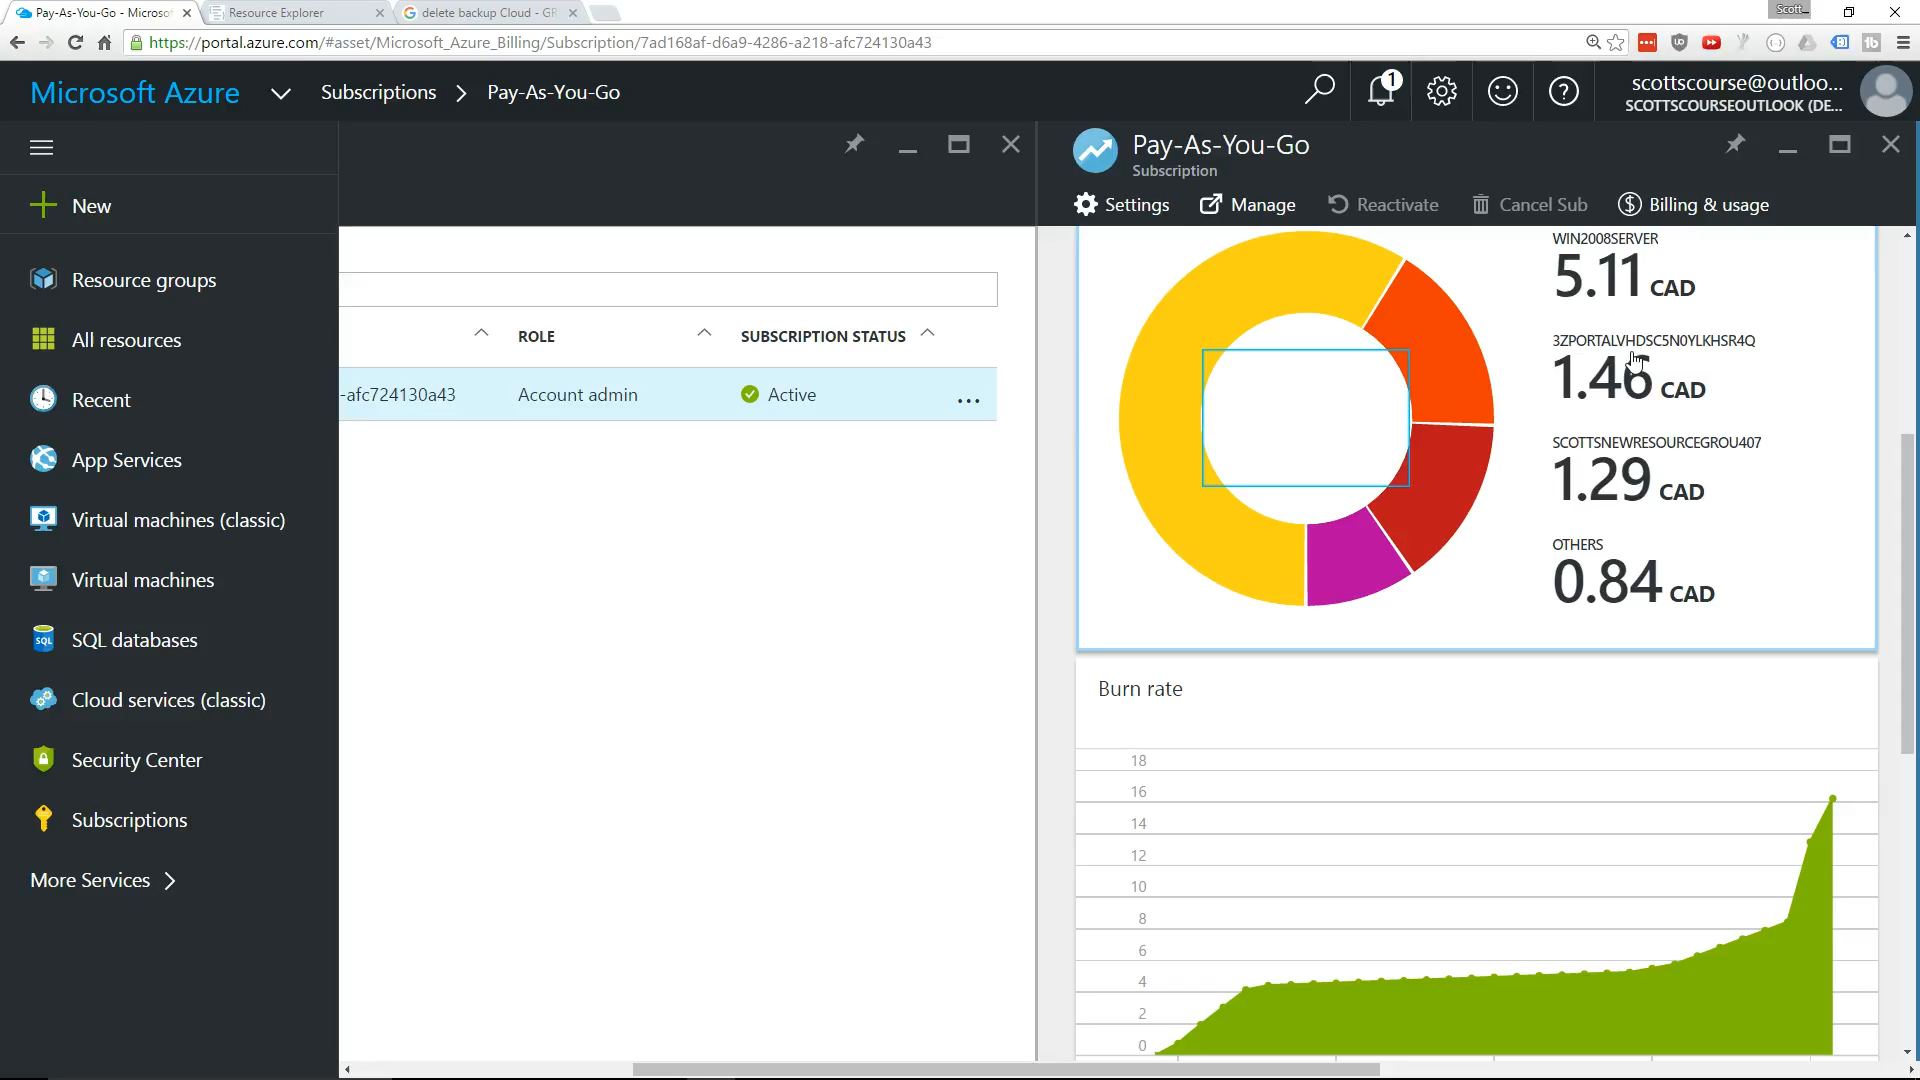 Pay-As-You-Go - Microsof
Resource Explorer
delete backup Cloud - GR
Scott_
https://portal.azure.com/#asset/Microsoft_Azure_Billing/Subscription/7ad168af-d6a9-4286-a218-afc724130a43
Microsoft Azure
Subscriptions
Pay-As-You-Go
1
scottscourse@outloo...
SCOTTSCOURSEOUTLOOK (DE...
New
Resource groups
All resources
Recent
App Services
Virtual machines (classic)
Virtual machines
SQL
SQL databases
Cloud services (classic)
Security Center
Subscriptions
More Services
ROLE
SUBSCRIPTION STATUS
-afc724130a43
Account admin
Active
...
Pay-As-You-Go
Subscription
Settings
Manage
Reactivate
Cancel Sub
Billing & usage
WIN2008SERVER
5.11 CAD
3ZPORTALVHDSC5N0YLKHSR4Q
1.46 CAD
SCOTTSNEWRESOURCEGROU407
1.29 CAD
OTHERS
0.84 CAD
Burn rate
18
16
14
12
10
8
6
4
2
0